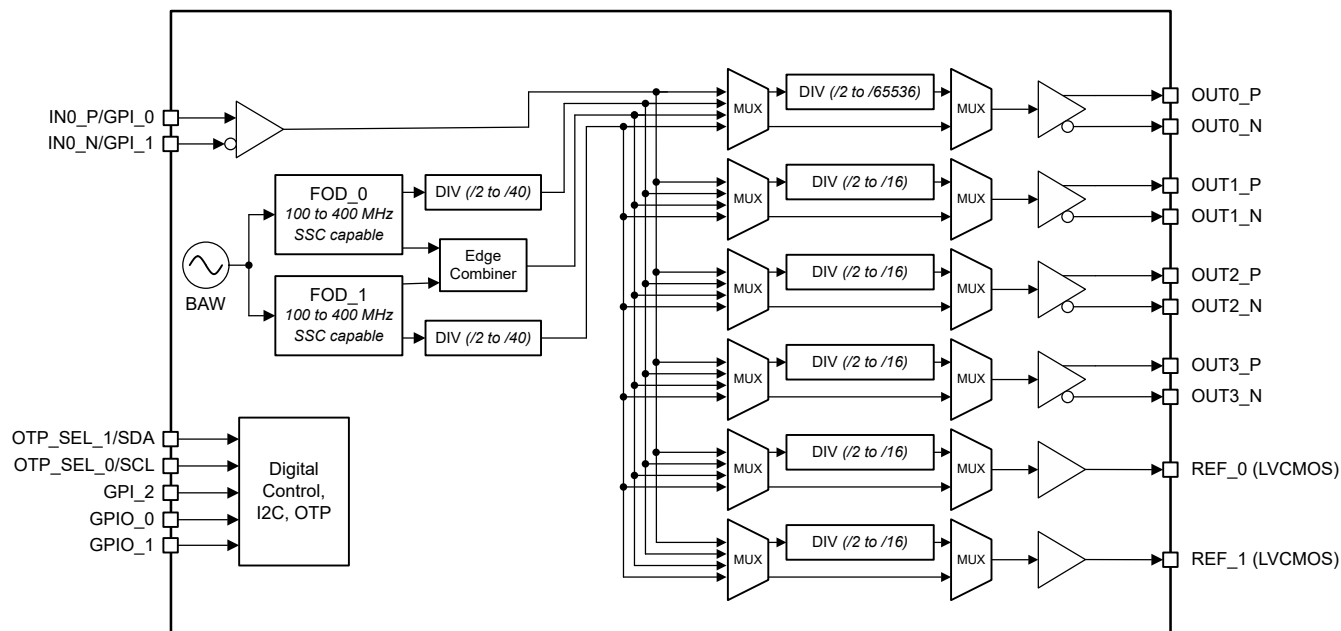 IN0_P/GPI_0
IN0_N/GPI_1
FOD_0
100 to 400 MHz
SSC capable
DIV (/2 to /40)
Edge
Combiner
BAW
FOD_1
100 to 400 MHz
SSC capable
DIV (/2 to /40)
MUX
DIV (/2 to /65536)
MUX
OUT0_P
OUT0_N
MUX
DIV (/2 to /16)
MUX
OUT1_P
OUT1_N
MUX
DIV (/2 to /16)
MUX
OUT2_P
OUT2_N
MUX
DIV (/2 to /16)
MUX
OUT3_P
OUT3_N
MUX
DIV (/2 to /16)
MUX
REF_0 (LVCMOS)
MUX
DIV (/2 to /16)
MUX
REF_1 (LVCMOS)
OTP_SEL_1/SDA
OTP_SEL_0/SCL
GPI_2
GPIO_0
GPIO_1
Digital
Control,
I2C, OTP